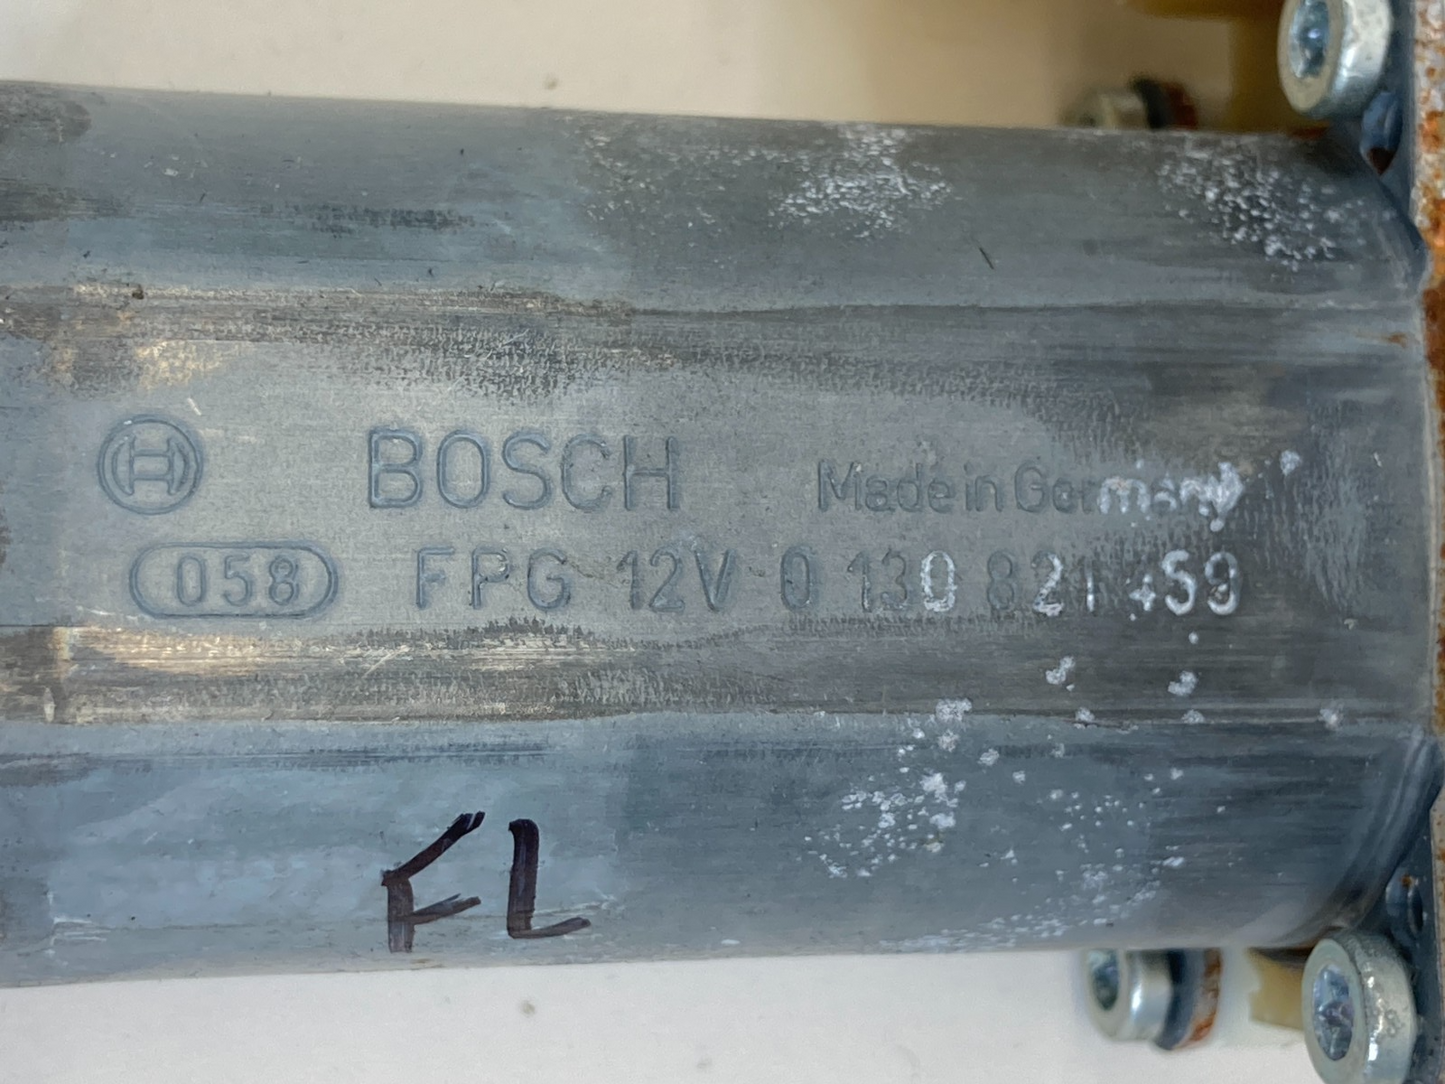 BOSCH Made in Germany
058 FPG 12V 0 130 821 459
FL